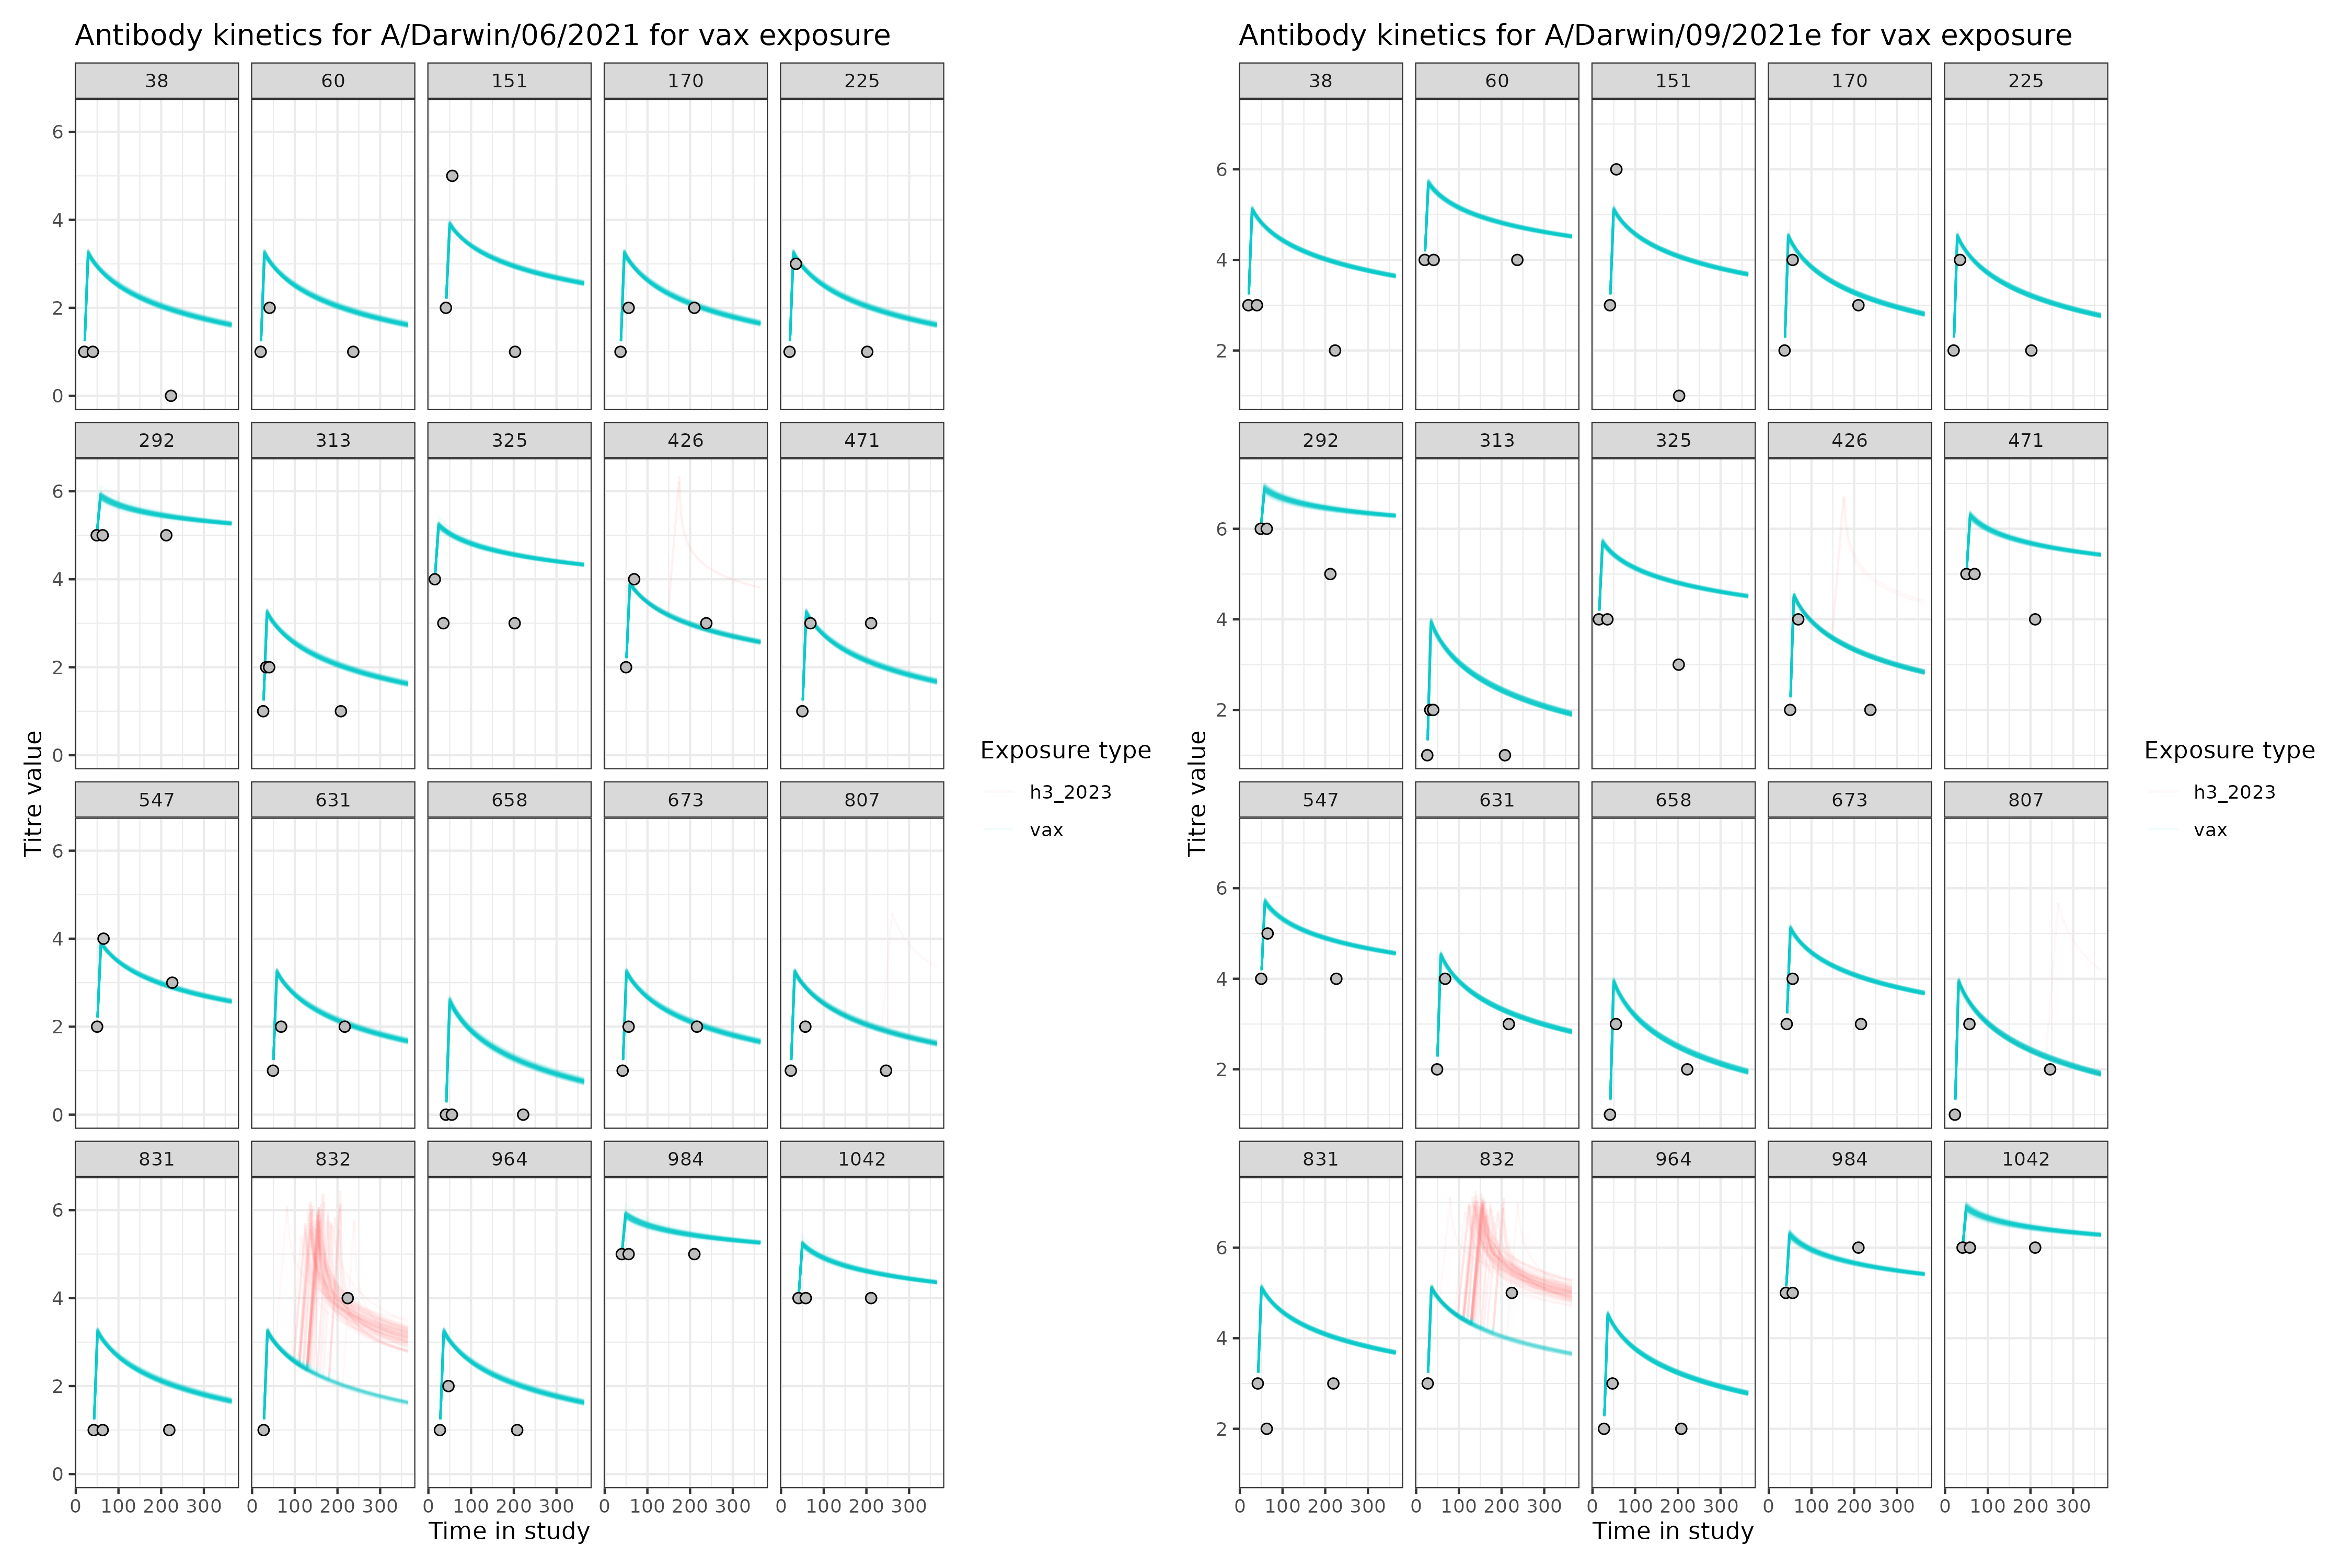 Antibody kinetics for A/Darwin/06/2021 for vax exposure
38 60 151 170 225
6
4
2
0
292 313 325 426 471
6
4
2
0
547 631 658 673 807
6
4
2
0
831 832 964 984 1042
6
4
2
0
0 100 200 300 0 100 200 300 0 100 200 300 0 100 200 300 0 100 200 300
Time in study
Titre value
Exposure type
h3_2023
vax
Antibody kinetics for A/Darwin/09/2021e for vax exposure
38 60 151 170 225
6
4
2
292 313 325 426 471
6
4
2
547 631 658 673 807
6
4
2
831 832 964 984 1042
6
4
2
0 100 200 300 0 100 200 300 0 100 200 300 0 100 200 300 0 100 200 300
Time in study
Titre value
Exposure type
h3_2023
vax